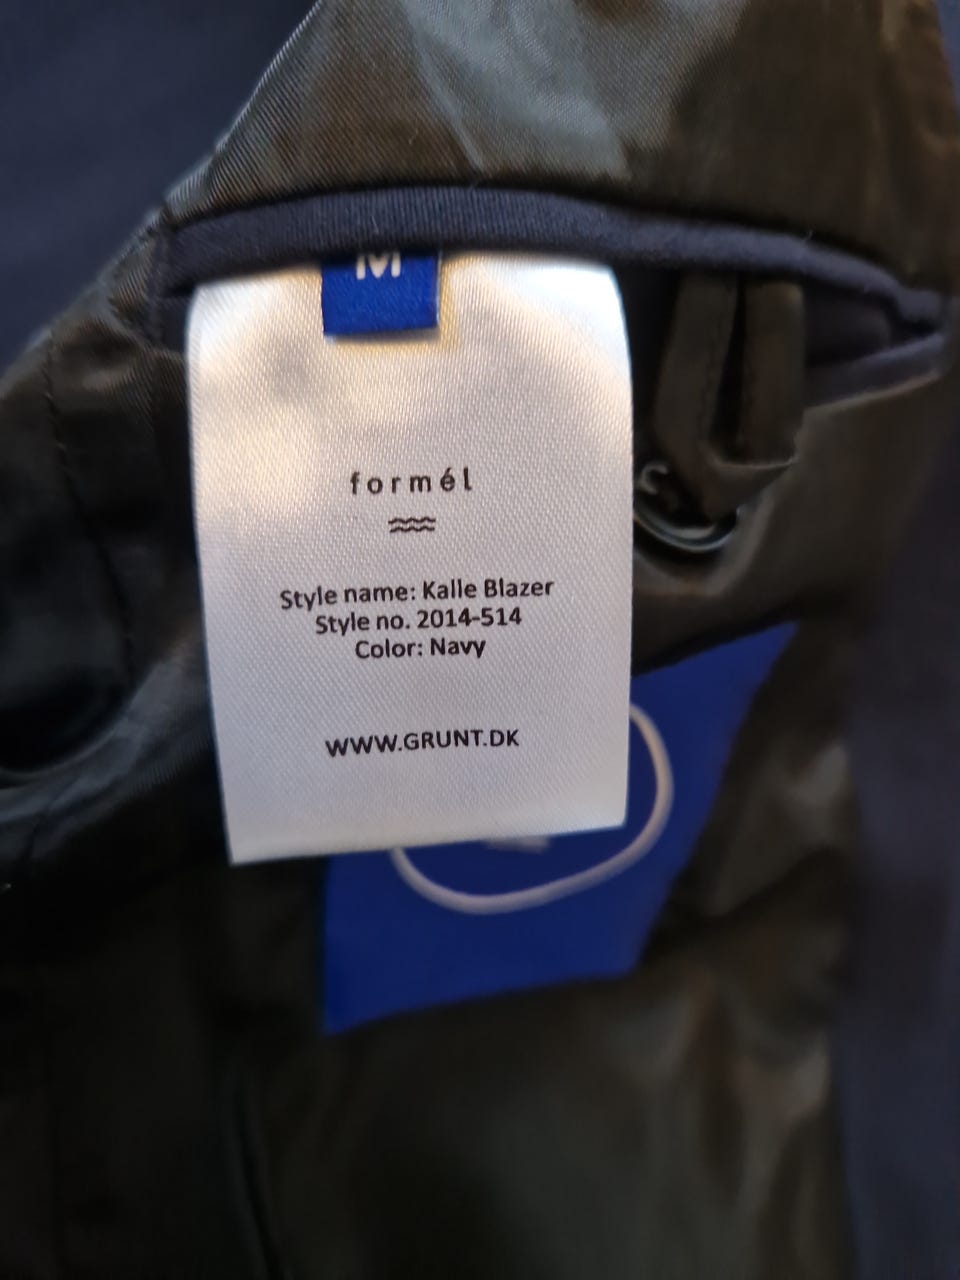 M
formél
Style name: Kalle Blazer
Style no. 2014-514
Color: Navy
WWW.GRUNT.DK